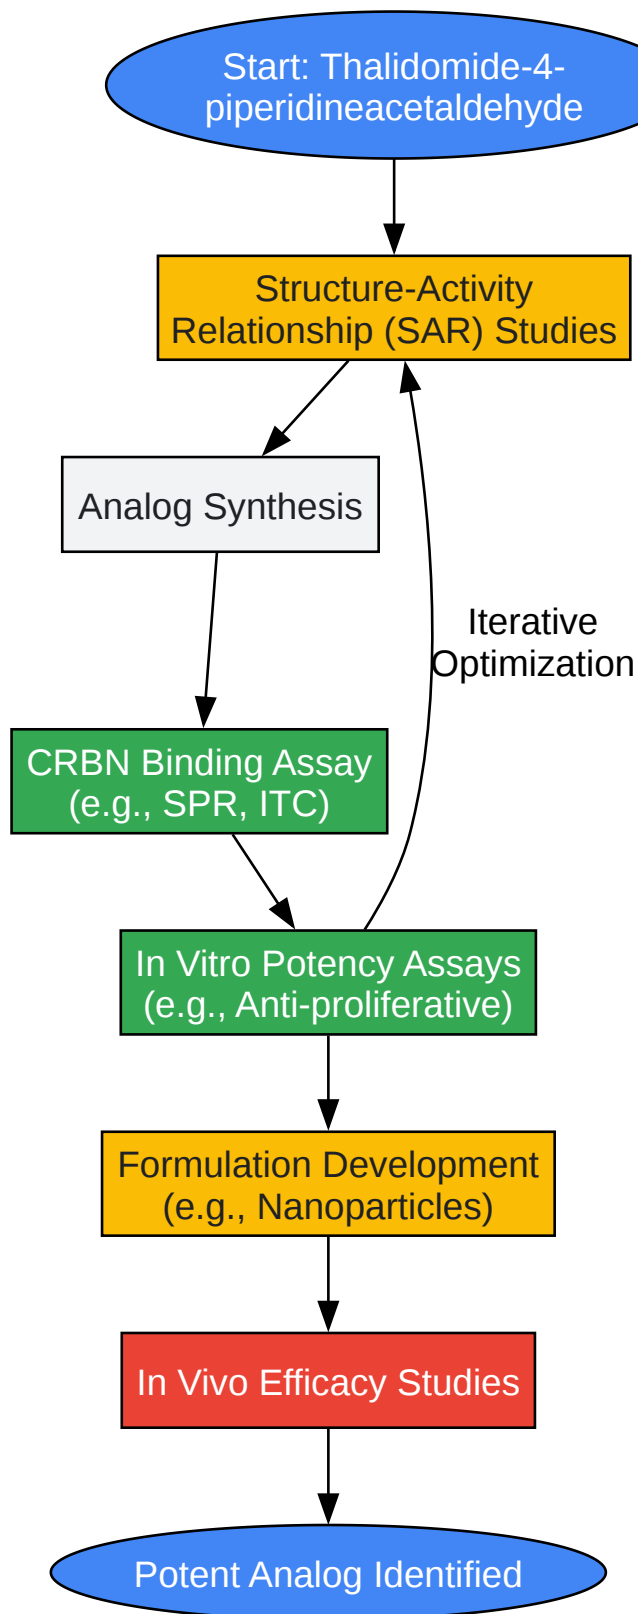 Start: Thalidomide-4-
piperidineacetaldehyde
Structure-Activity
Relationship (SAR) Studies
Analog Synthesis
Iterative
Optimization
CRBN Binding Assay
(e.g., SPR, ITC)
In Vitro Potency Assays
(e.g., Anti-proliferative)
Formulation Development
(e.g., Nanoparticles)
In Vivo Efficacy Studies
Potent Analog Identified